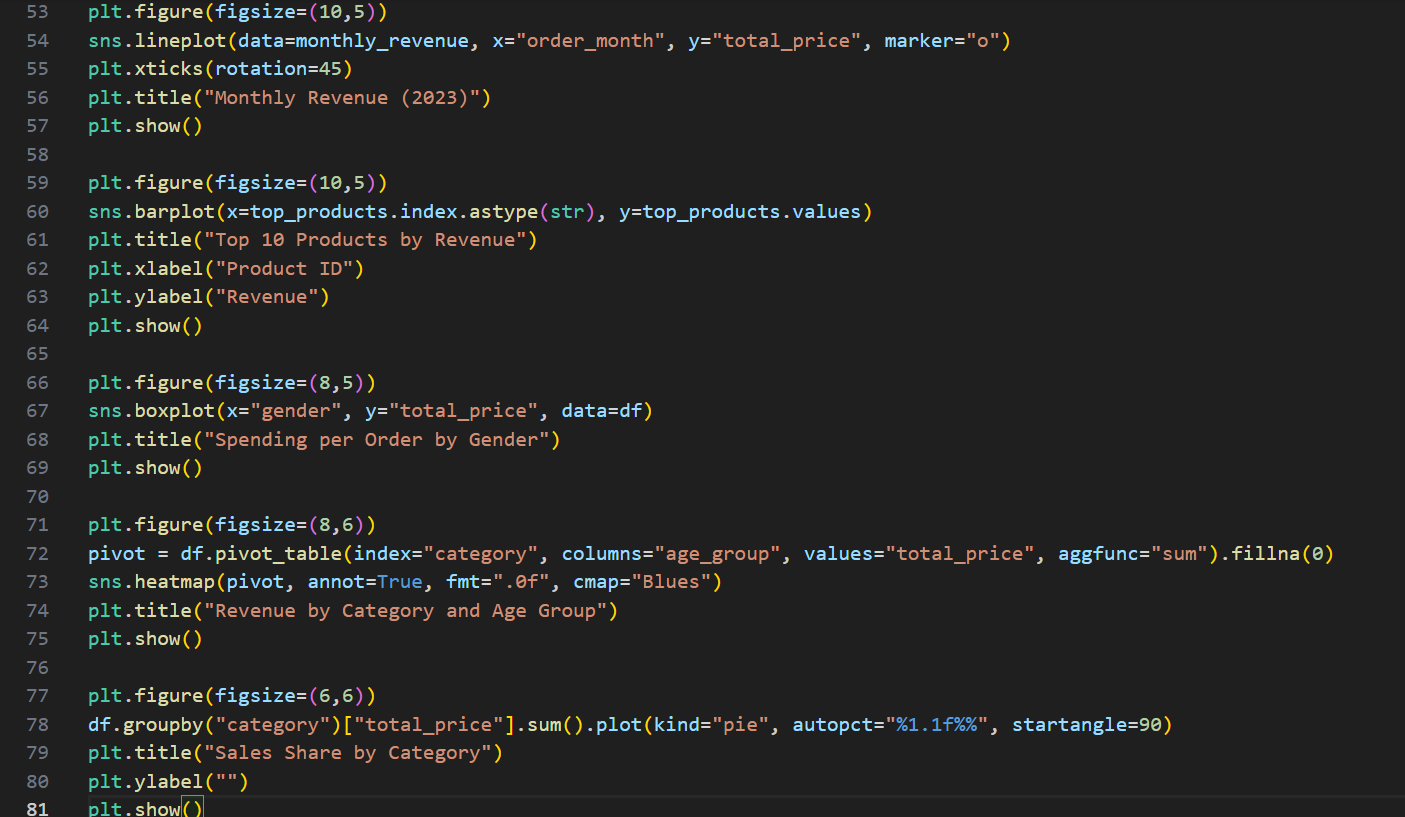 53 plt.figure(figsize=(10,5))
54 sns.lineplot(data=monthly_revenue, x="order_month", y="total_price", marker="o")
55 plt.xticks(rotation=45)
56 plt.title("Monthly Revenue (2023)")
57 plt.show()
58
59 plt.figure(figsize=(10,5))
60 sns.barplot(x=top_products.index.astype(str), y=top_products.values)
61 plt.title("Top 10 Products by Revenue")
62 plt.xlabel("Product ID")
63 plt.ylabel("Revenue")
64 plt.show()
65
66 plt.figure(figsize=(8,5))
67 sns.boxplot(x="gender", y="total_price", data=df)
68 plt.title("Spending per Order by Gender")
69 plt.show()
70
71 plt.figure(figsize=(8,6))
72 pivot = df.pivot_table(index="category", columns="age_group", values="total_price", aggfunc="sum").fillna(0)
73 sns.heatmap(pivot, annot=True, fmt=".0f", cmap="Blues")
74 plt.title("Revenue by Category and Age Group")
75 plt.show()
76
77 plt.figure(figsize=(6,6))
78 df.groupby("category")["total_price"].sum().plot(kind="pie", autopct="%1.1f%%", startangle=90)
79 plt.title("Sales Share by Category")
80 plt.ylabel("")
81 plt.show()